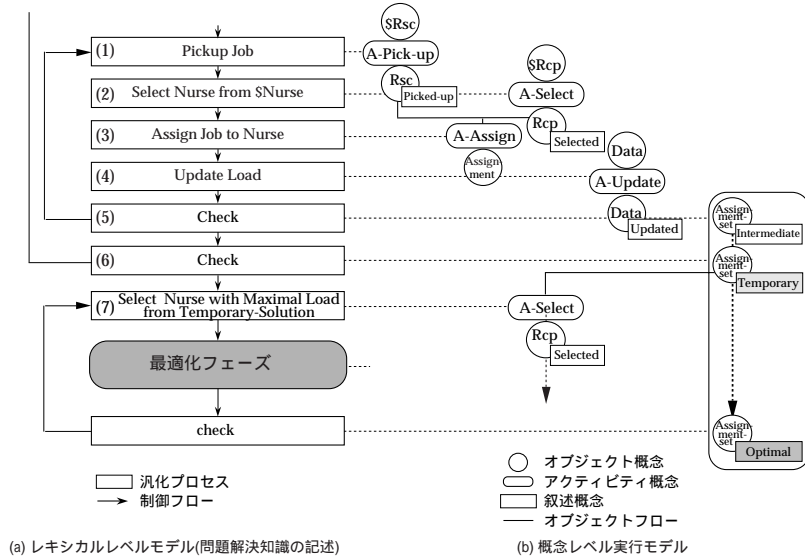 $Rsc
(1) Pickup Job
A-Pick-up
$Rcp
Rsc
(2) Select Nurse from $Nurse
Picked-up
A-Select
Rcp
(3) Assign Job to Nurse
A-Assign
Selected
Data
Assign
ment
(4) Update Load
A-Update
(5) Check
Data
Updated
Assign-
ment-
set
Intermediate
(6) Check
Assign-
ment-
set
Temporary
(7) Select Nurse with Maximal Load
from Temporary-Solution
A-Select
Rcp
Selected
最適化フェーズ
check
Assign-
ment-
set
Optimal
汎化プロセス
制御フロー
オブジェクト概念
アクティビティ概念
叙述概念
オブジェクトフロー
(a) レキシカルレベルモデル(問題解決知識の記述)
(b) 概念レベル実行モデル